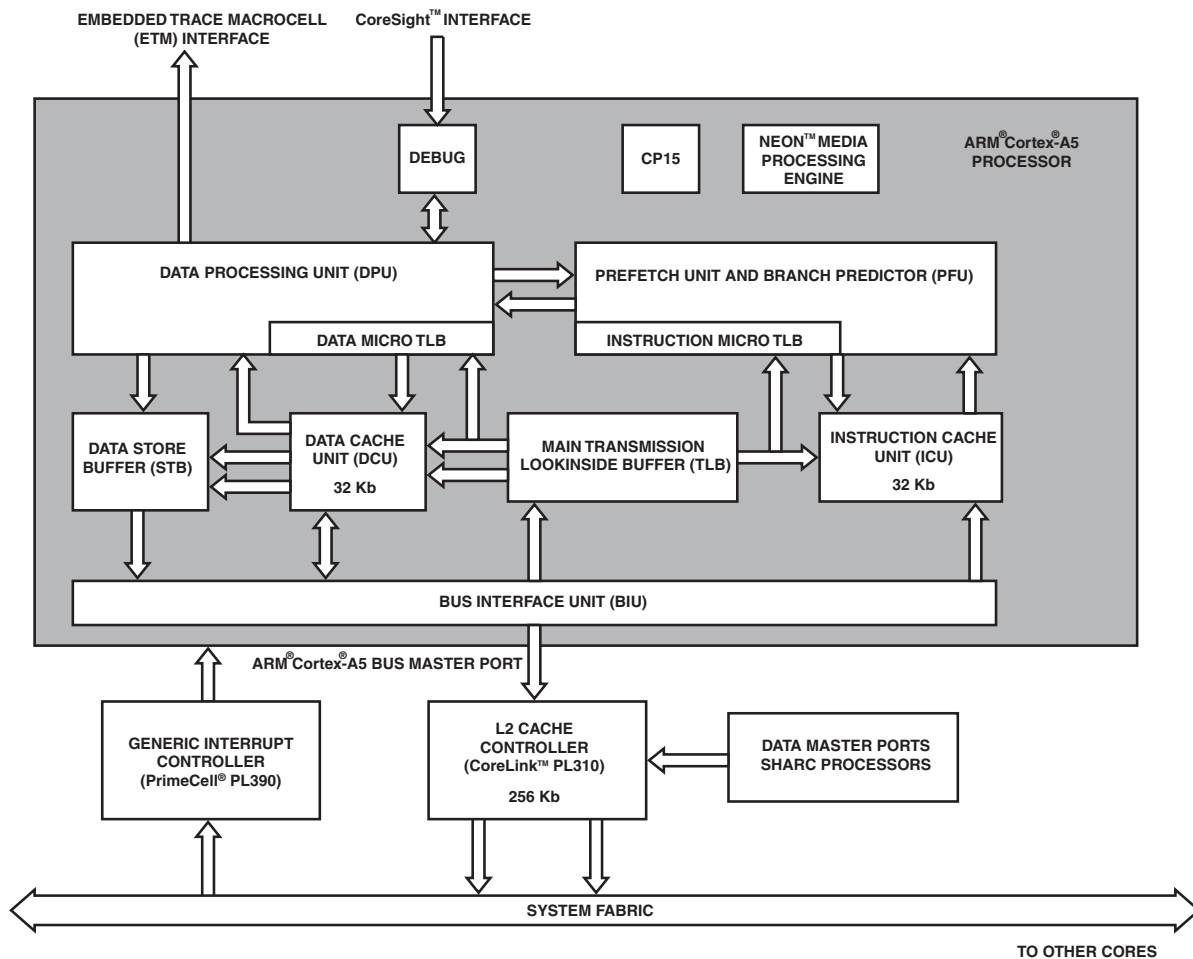 EMBEDDED TRACE MACROCELL
(ETM) INTERFACE
CoreSight™ INTERFACE
DEBUG
CP15
NEON™ MEDIA
PROCESSING
ENGINE
ARM®Cortex®-A5
PROCESSOR
DATA PROCESSING UNIT (DPU)
PREFETCH UNIT AND BRANCH PREDICTOR (PFU)
DATA MICRO TLB
INSTRUCTION MICRO TLB
DATA STORE
BUFFER (STB)
DATA CACHE
UNIT (DCU)
32 Kb
MAIN TRANSMISSION
LOOKINSIDE BUFFER (TLB)
INSTRUCTION CACHE
UNIT (ICU)
32 Kb
BUS INTERFACE UNIT (BIU)
ARM®Cortex®-A5 BUS MASTER PORT
GENERIC INTERRUPT
CONTROLLER
(PrimeCell® PL390)
L2 CACHE
CONTROLLER
(CoreLink™ PL310)
256 Kb
DATA MASTER PORTS
SHARC PROCESSORS
SYSTEM FABRIC
TO OTHER CORES